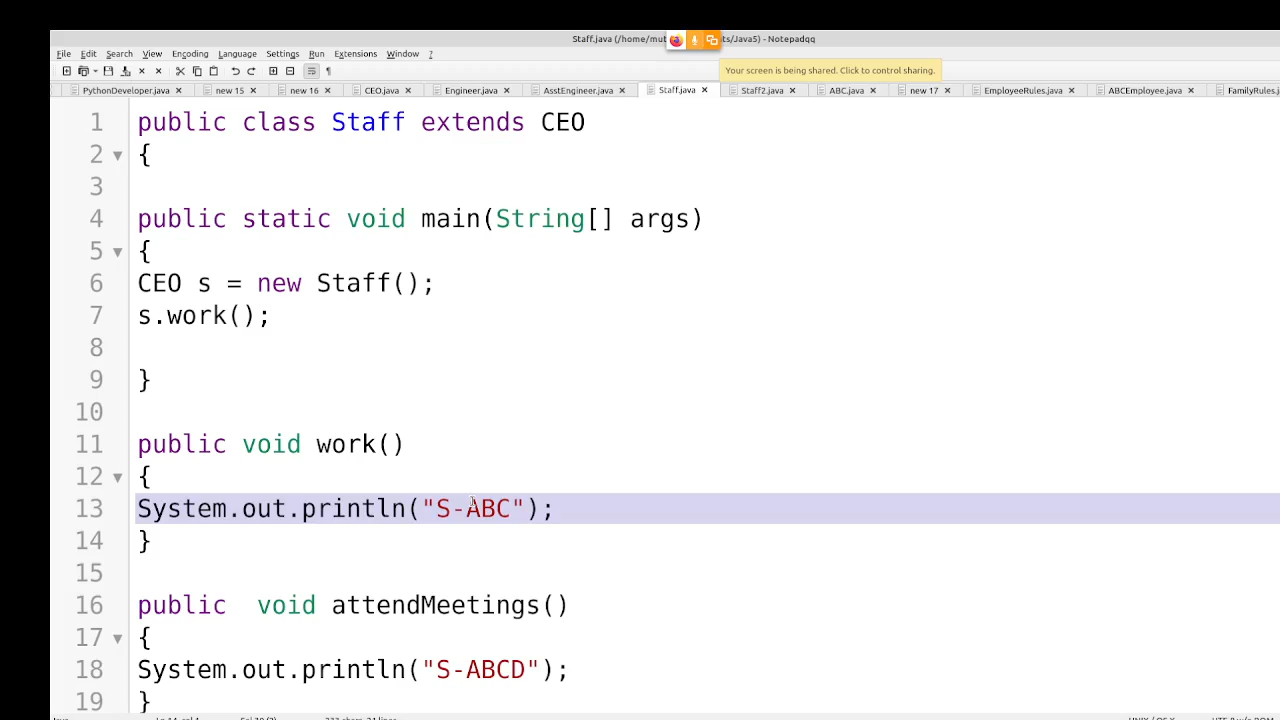 Staff.java (/home/mut ts/Java5) - Notepadqq
File Edit Search View Encoding Language Settings Run Extensions Window ?
Your screen is being shared. Click to control sharing.
PythonDeveloper.java new 15 new 16 CEO.java Engineer.java AsstEngineer.java Staff.java Staff2.java ABC.java new 17 EmployeeRules.java ABCEmployee.java FamilyRules.j
1 public class Staff extends CEO
2 {
3
4 public static void main(String[] args)
5 {
6 CEO s = new Staff();
7 s.work();
8
9 }
10
11 public void work()
12 {
13 System.out.println("S-ABC");
14 }
15
16 public  void attendMeetings()
17 {
18 System.out.println("S-ABCD");
19 }